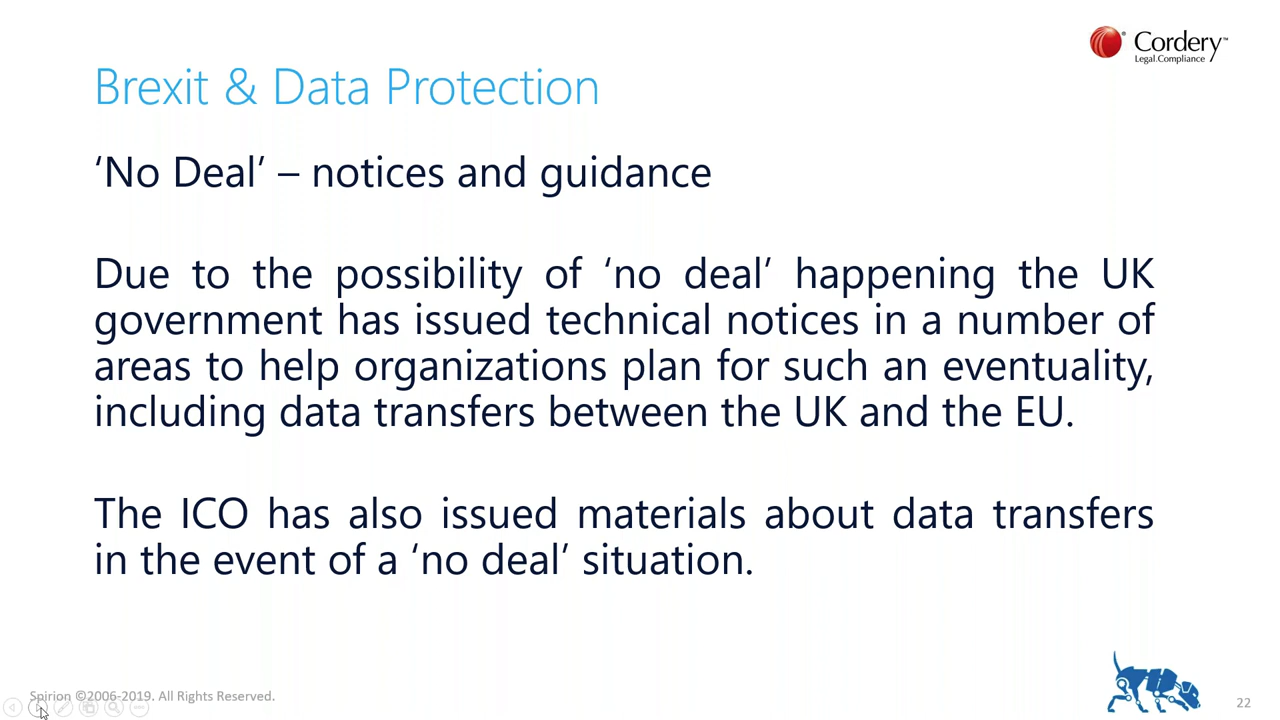 Cordery™
Legal.Compliance
Brexit & Data Protection
‘No Deal’ – notices and guidance
Due to the possibility of ‘no deal’ happening the UK
government has issued technical notices in a number of
areas to help organizations plan for such an eventuality,
including data transfers between the UK and the EU.
The ICO has also issued materials about data transfers
in the event of a ‘no deal’ situation.
Spirion ©2006-2019. All Rights Reserved.
22